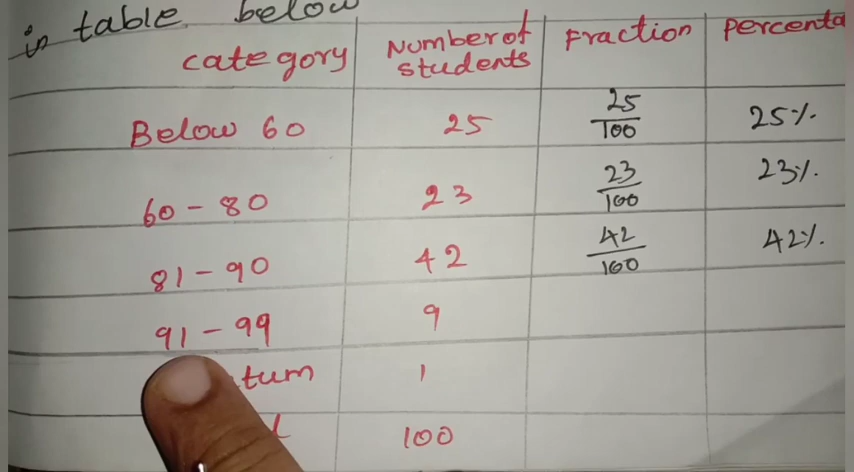 in table below
category Number of students Fraction Percenta
Below 60 25 25/100 25%
60-80 23 23/100 23%
81-90 42 42/100 42%
91-99 9
tum 1
l 100